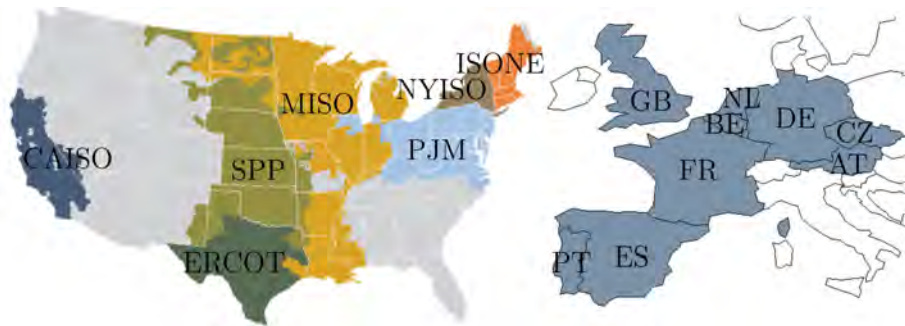 CAISO
SPP
ERCOT
MISO
NYISO
ISONE
PJM
GB
NL
BE
DE
CZ
AT
FR
PT
ES